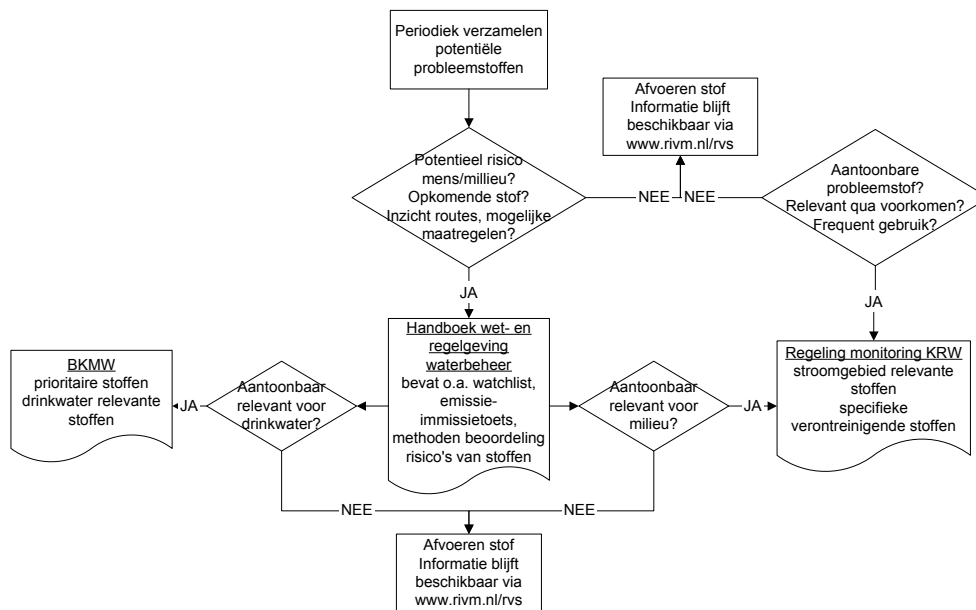 Periodiek verzamelen
potentiële
probleemstoffen
Afvoeren stof
Informatie blijft
beschikbaar via
www.rivm.nl/rvs
Potentieel risico
mens/millieu?
Opkomende stof?
Inzicht routes, mogelijke
maatregelen?
NEE
NEE
Aantoonbare
probleemstof?
Relevant qua voorkomen?
Frequent gebruik?
JA
JA
BKMW
prioritaire stoffen
drinkwater relevante
stoffen
JA
Aantoonbaar
relevant voor
drinkwater?
Handboek wet- en
regelgeving
waterbeheer
bevat o.a. watchlist,
emissie-
immissietoets,
methoden beoordeling
risico's van stoffen
Aantoonbaar
relevant voor
milieu?
JA
Regeling monitoring KRW
stroomgebied relevante
stoffen
specifieke
verontreinigende stoffen
NEE
NEE
Afvoeren stof
Informatie blijft
beschikbaar via
www.rivm.nl/rvs